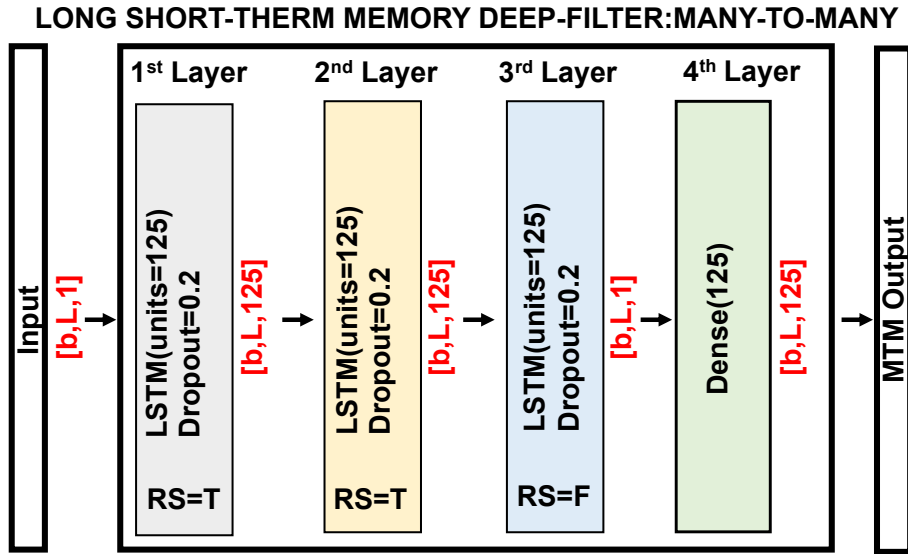 LONG SHORT-THERM MEMORY DEEP-FILTER:MANY-TO-MANY
Input
[b,L,1]
1st Layer
LSTM(units=125)
Dropout=0.2
RS=T
[b,L,125]
2nd Layer
LSTM(units=125)
Dropout=0.2
RS=T
[b,L,125]
3rd Layer
LSTM(units=125)
Dropout=0.2
RS=F
[b,L,1]
4th Layer
Dense(125)
[b,L,125]
MTM Output